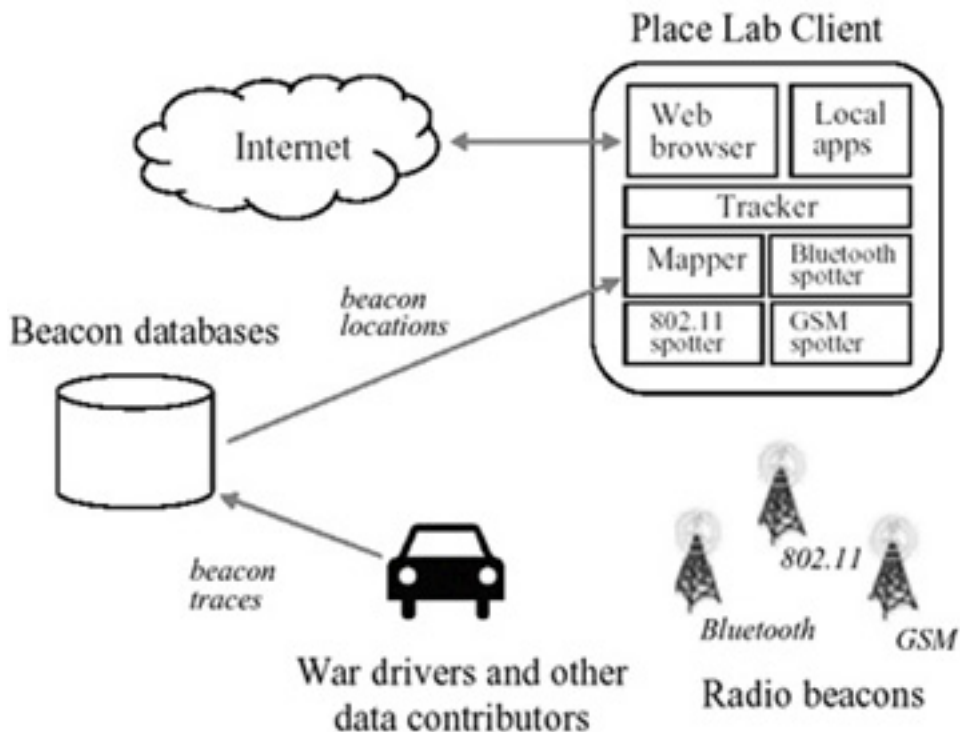 Place Lab Client
Internet
Web
browser
Local
apps
Tracker
Mapper
Bluetooth
spotter
802.11
spotter
GSM
spotter
beacon
locations
Beacon databases
beacon
traces
War drivers and other
data contributors
802.11
Bluetooth
GSM
Radio beacons